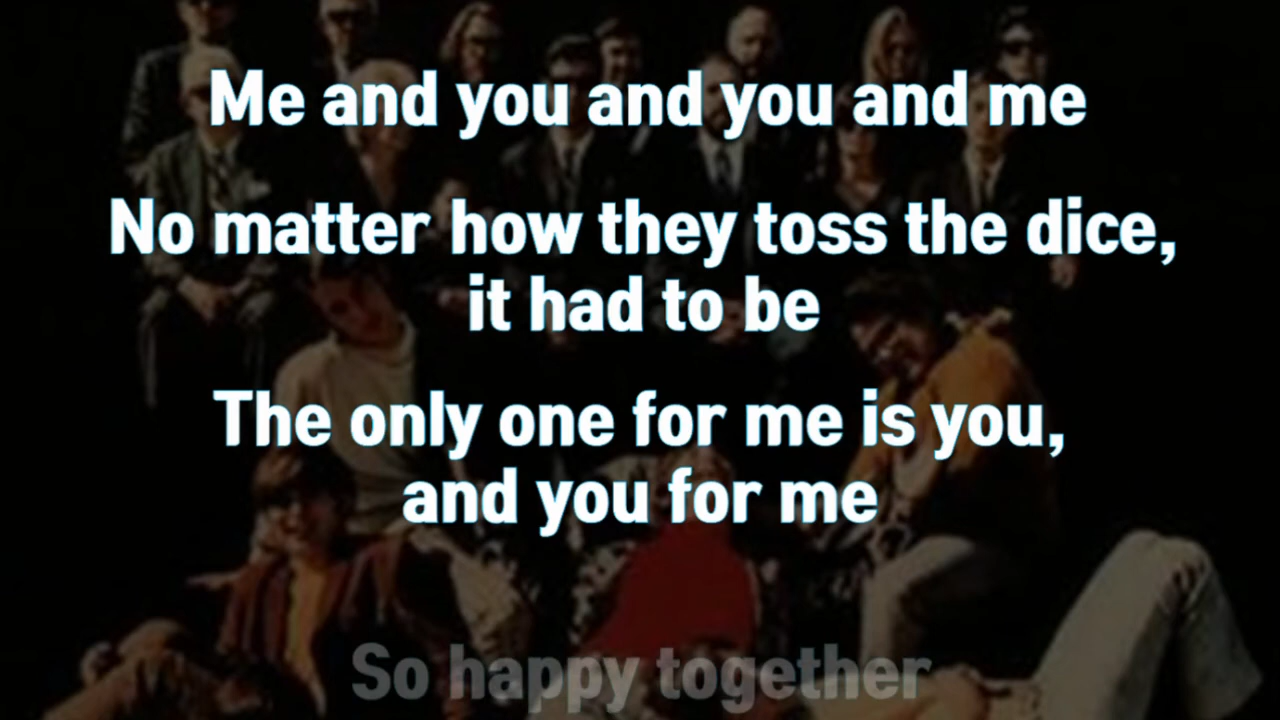 Me and you and you and me
No matter how they toss the dice,
it had to be
The only one for me is you,
and you for me
So happy together